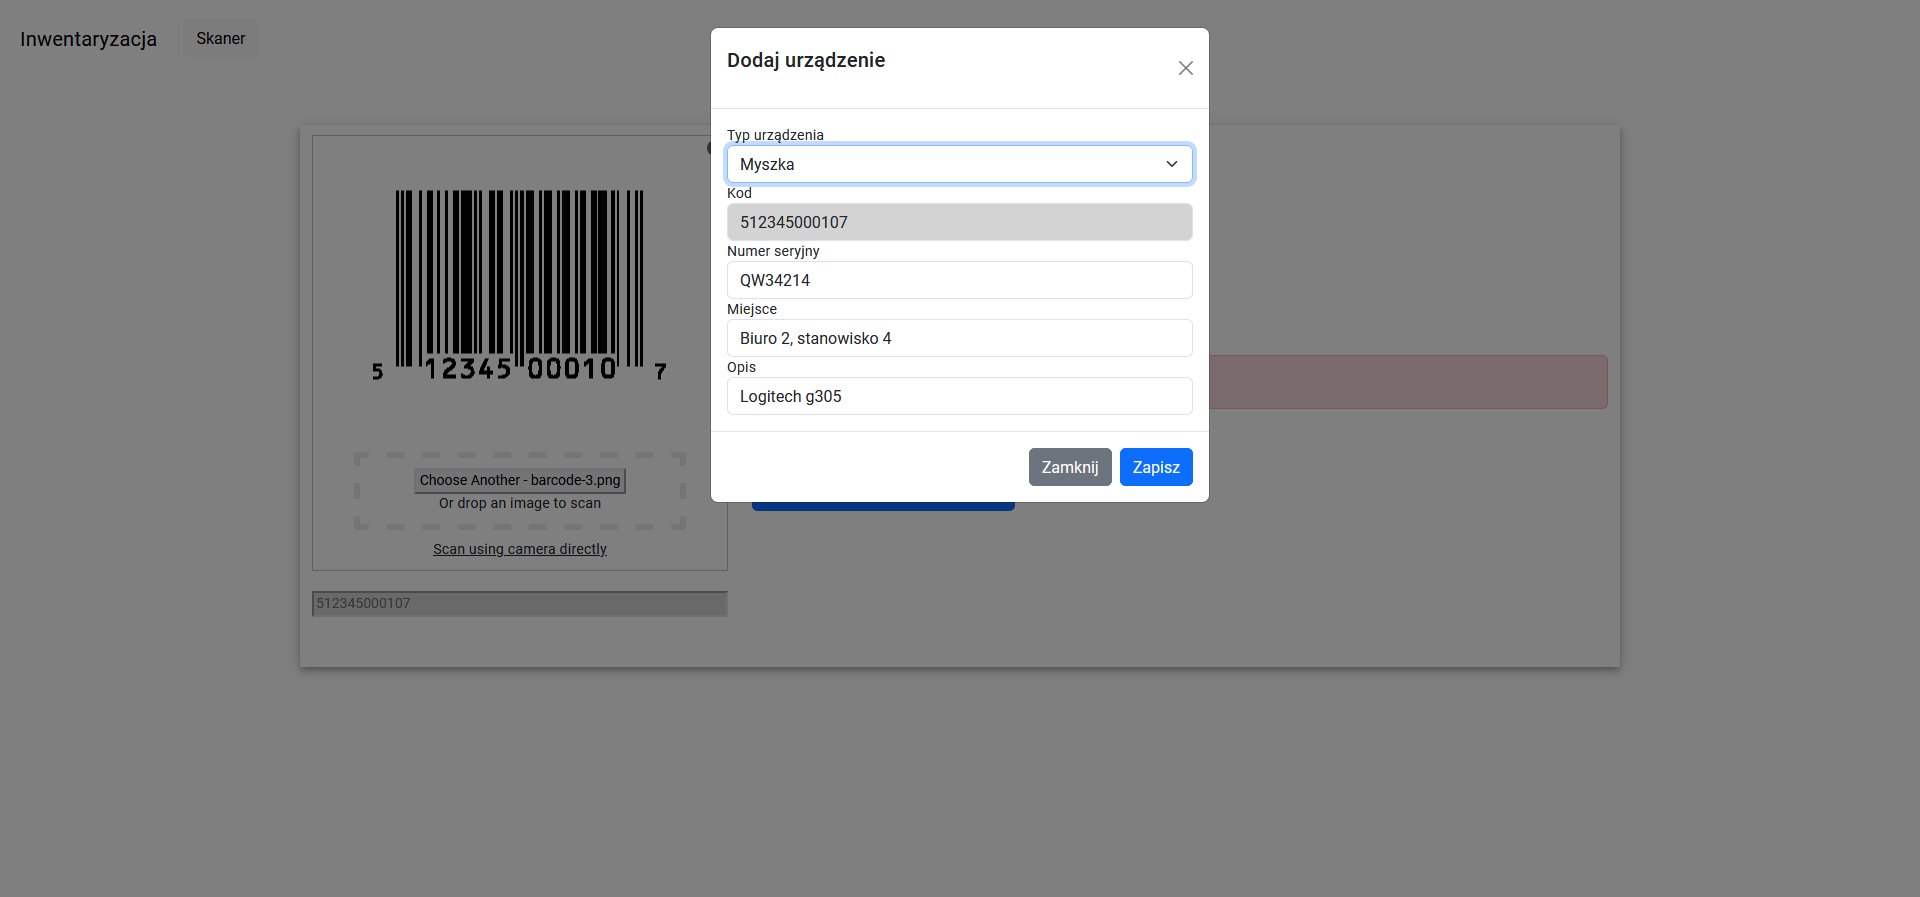 Inwentaryzacja
Skaner
Dodaj urządzenie
Typ urządzenia
Myszka
Kod
512345000107
Numer seryjny
QW34214
Miejsce
Biuro 2, stanowisko 4
Opis
Logitech g305
Zamknij
Zapisz
5 12345 00010 7
Choose Another - barcode-3.png
Or drop an image to scan
Scan using camera directly
512345000107